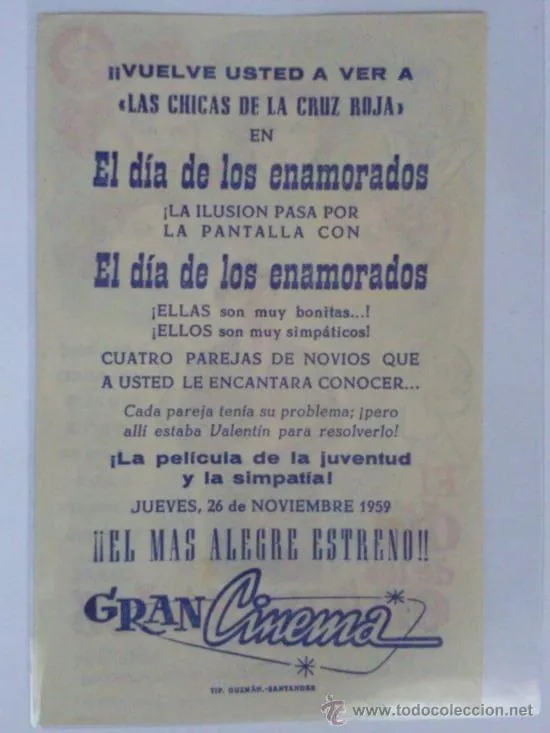 ¡¡VUELVE USTED A VER A
«LAS CHICAS DE LA CRUZ ROJA»
EN
El día de los enamorados
¡LA ILUSION PASA POR
LA PANTALLA CON
El día de los enamorados
¡ELLAS son muy bonitas...!
¡ELLOS son muy simpáticos!
CUATRO PAREJAS DE NOVIOS QUE
A USTED LE ENCANTARA CONOCER...
Cada pareja tenía su problema; ¡pero
allí estaba Valentín para resolverlo!
¡La película de la juventud
y la simpatía!
JUEVES, 26 de NOVIEMBRE 1959
¡¡EL MAS ALEGRE ESTRENO!!
GRAN Cinema
TIP. GUZMÁN.-SANTANDER
todocoleccion
www.todocoleccion.net